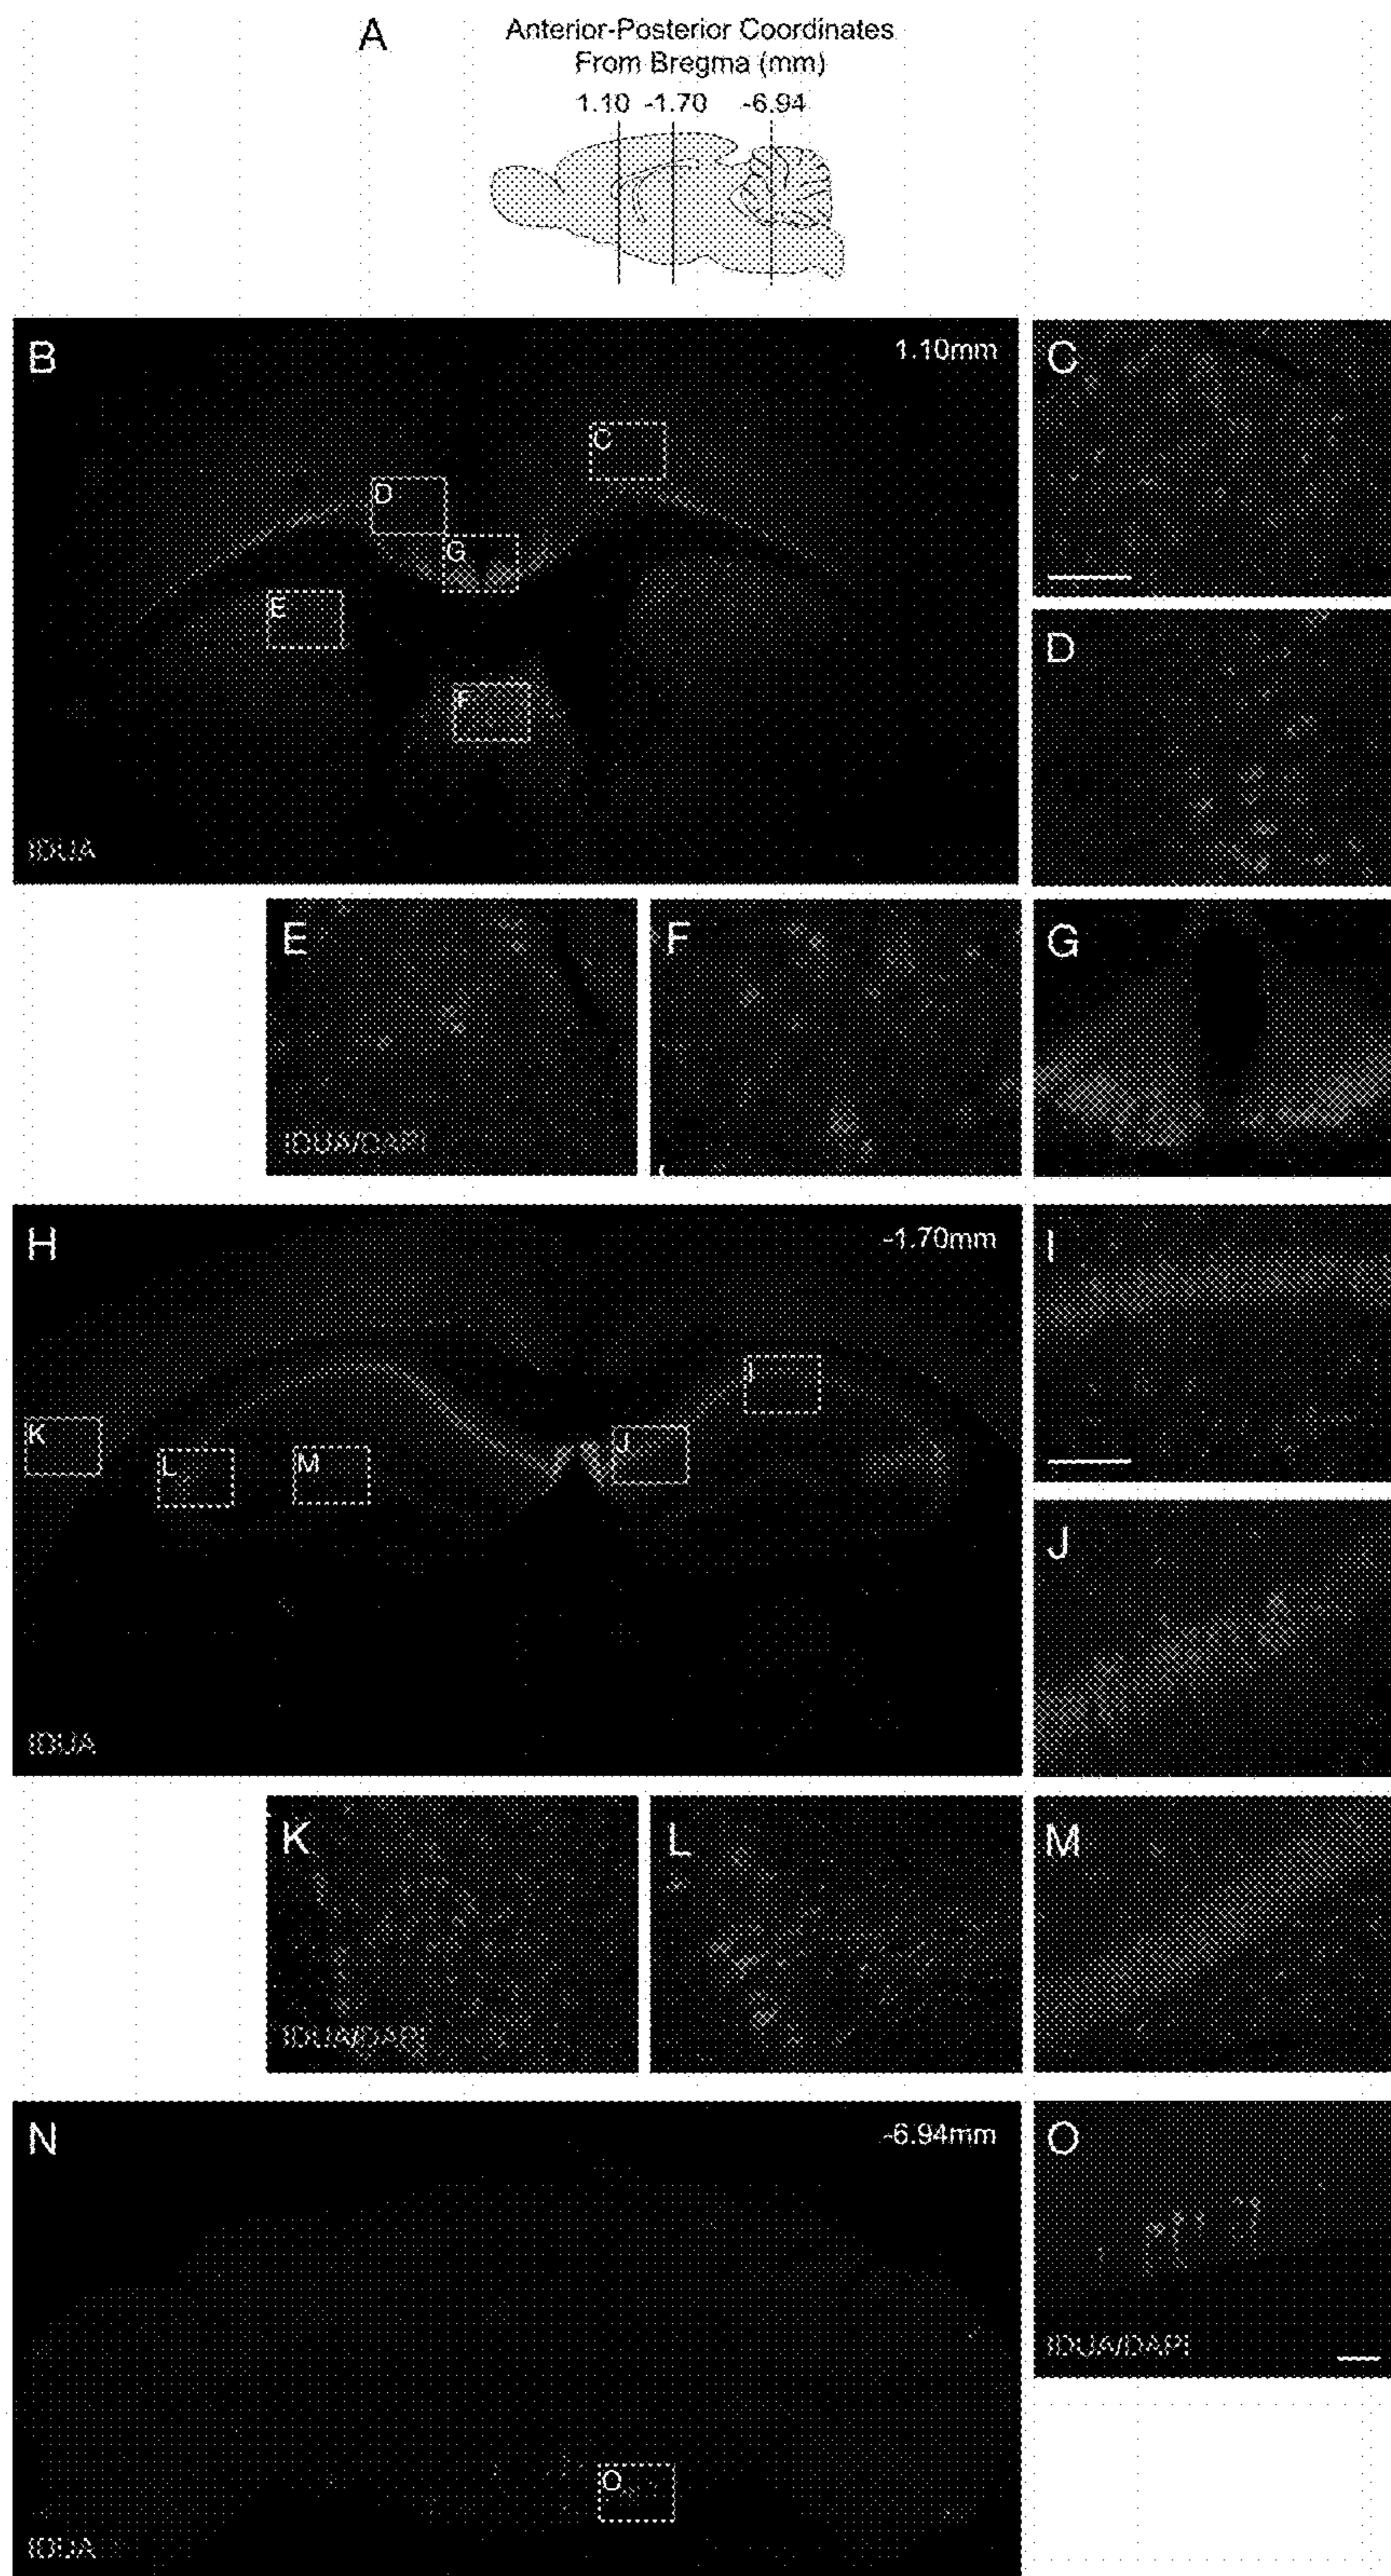 A
Anterior-Posterior Coordinates
From Bregma (mm)
1.10 -1.70 -6.94
B
1.10mm
C
D
G
E
F
IDUA
C
D
E
IDUA/DAPI
F
G
H
-1.70mm
I
J
K
L
M
IDUA
I
J
K
IDUA/DAPI
L
M
N
-6.94mm
O
IDUA
O
IDUA/DAPI